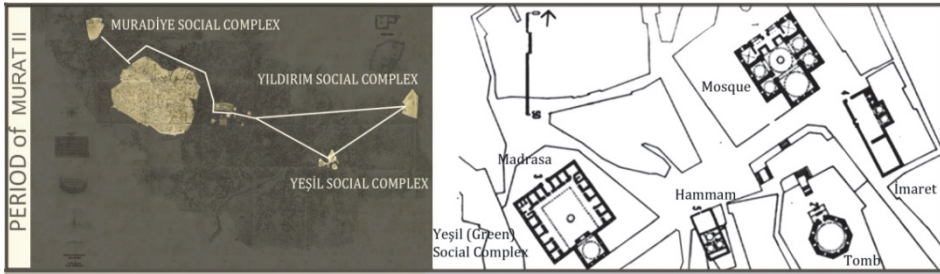 PERIOD of MURAT II
MURADİYE SOCIAL COMPLEX
YILDIRIM SOCIAL COMPLEX
YEŞİL SOCIAL COMPLEX
Mosque
Madrasa
Hammam
İmaret
Yeşil (Green)
Social Complex
Tomb